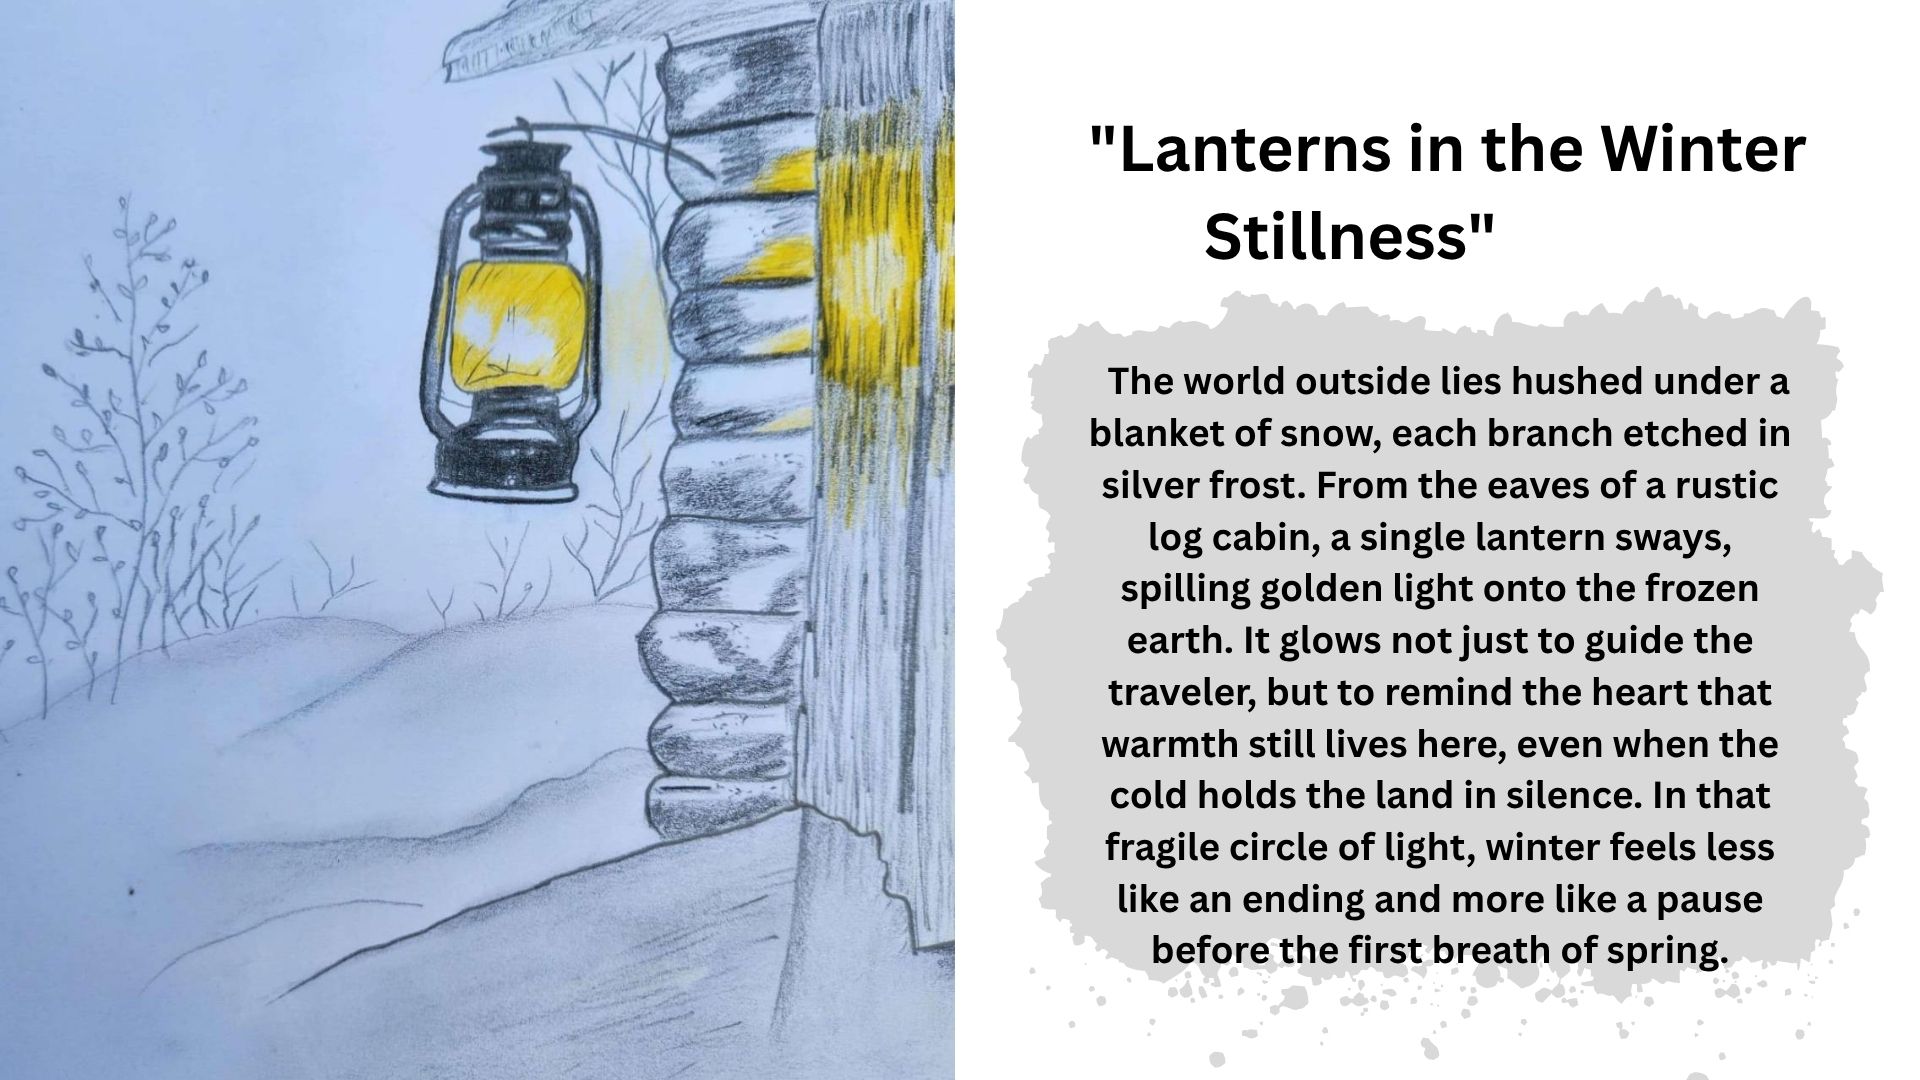 "Lanterns in the Winter
Stillness"
The world outside lies hushed under a
blanket of snow, each branch etched in
silver frost. From the eaves of a rustic
log cabin, a single lantern sways,
spilling golden light onto the frozen
earth. It glows not just to guide the
traveler, but to remind the heart that
warmth still lives here, even when the
cold holds the land in silence. In that
fragile circle of light, winter feels less
like an ending and more like a pause
before the first breath of spring.